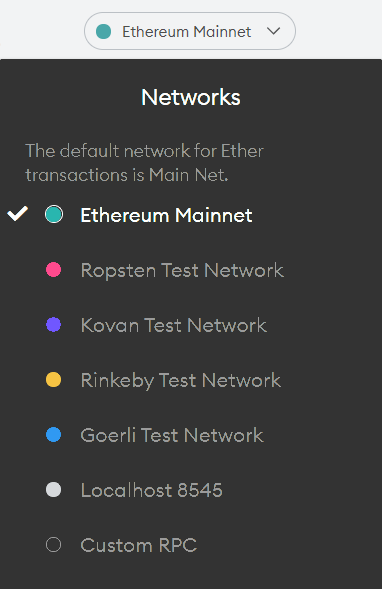 Ethereum Mainnet
Networks
The default network for Ether
transactions is Main Net.
Ethereum Mainnet
Ropsten Test Network
Kovan Test Network
Rinkeby Test Network
Goerli Test Network
Localhost 8545
Custom RPC